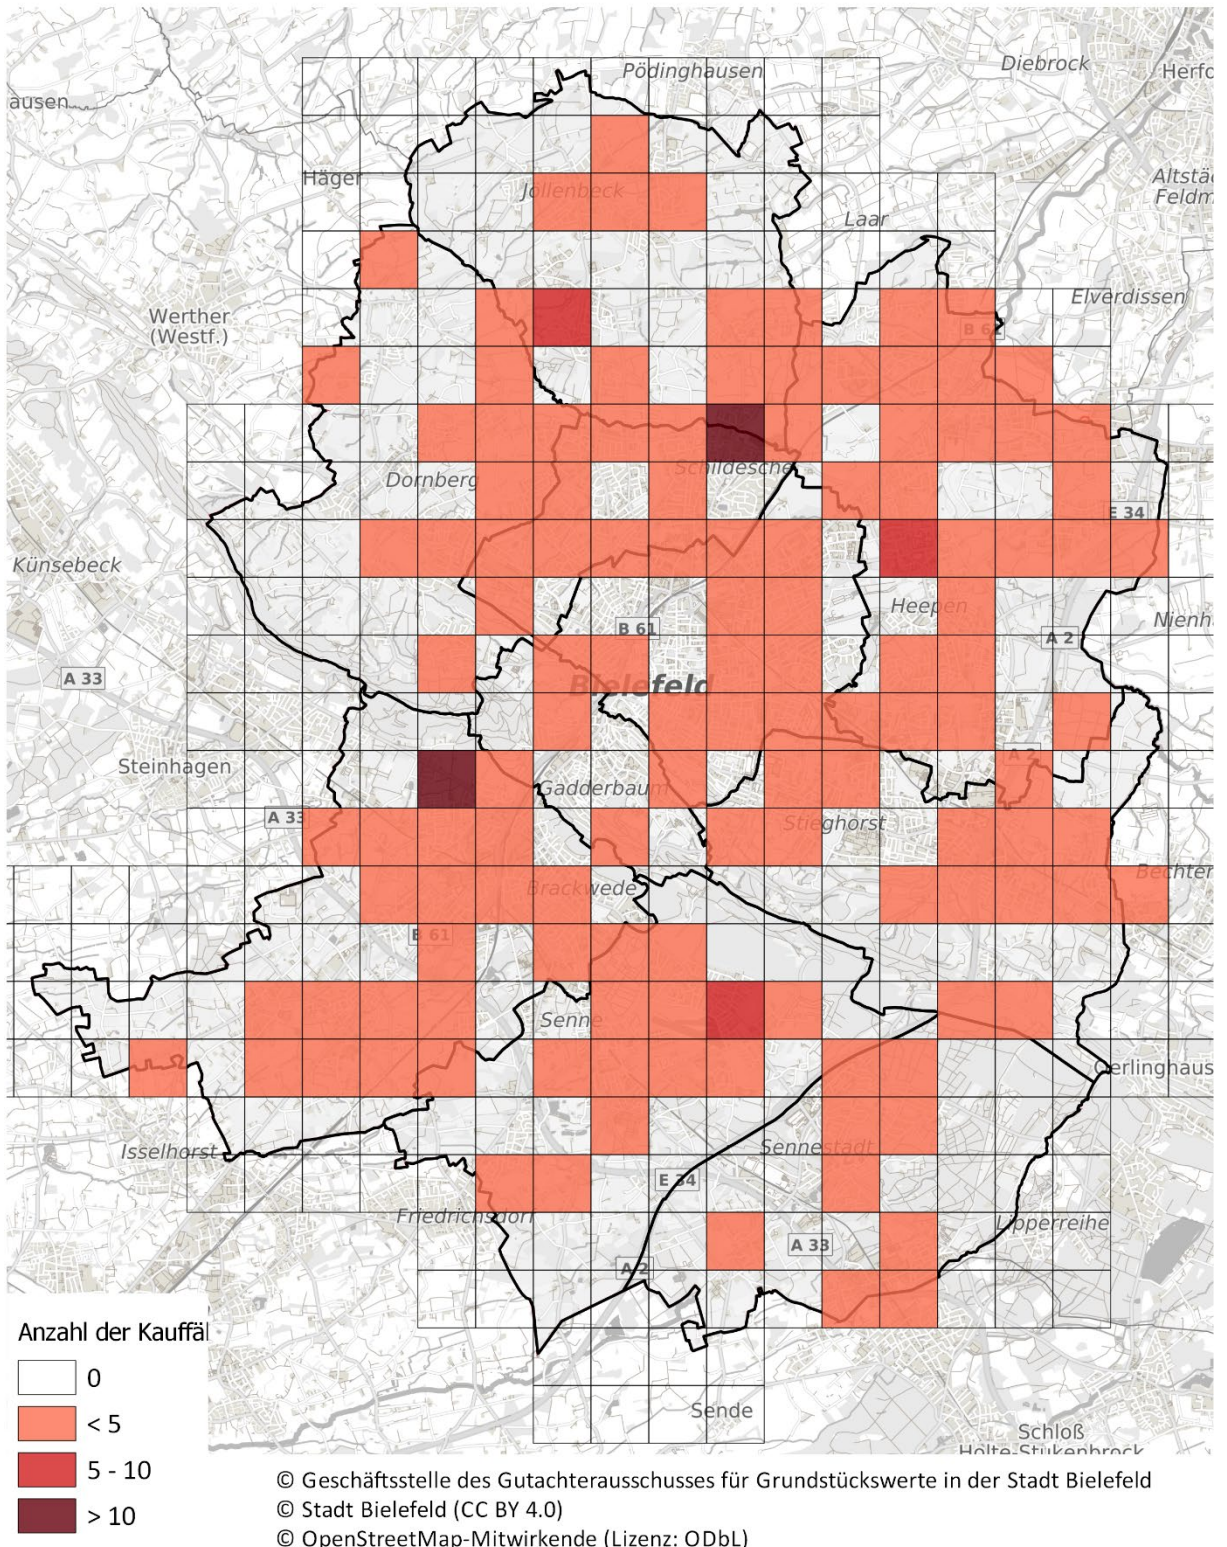 Pödinghausen
Diebrock
Herfo
ausen
Häger
Jöllenbeck
Altstä
Feldm
Laar
Elverdissen
Werther
(Westf.)
B 61
Schildesche
Dornberg
E 34
Künsebeck
Heepen
Nienh
B 61
A 2
A 33
Bielefeld
Steinhagen
A 2
Gadderbaum
A 33
Stieghorst
Bechter
Brackwede
B 61
Senne
Oerlinghaus
Isselhorst
Sennestadt
E 34
Friedrichsdorf
Lipperreihe
A 33
A 2
Anzahl der Kauffäl
0
< 5
5 - 10
> 10
Sende
Schloß
Holte-Stukenbrock
© Geschäftsstelle des Gutachterausschusses für Grundstückswerte in der Stadt Bielefeld
© Stadt Bielefeld (CC BY 4.0)
© OpenStreetMap-Mitwirkende (Lizenz: ODbL)